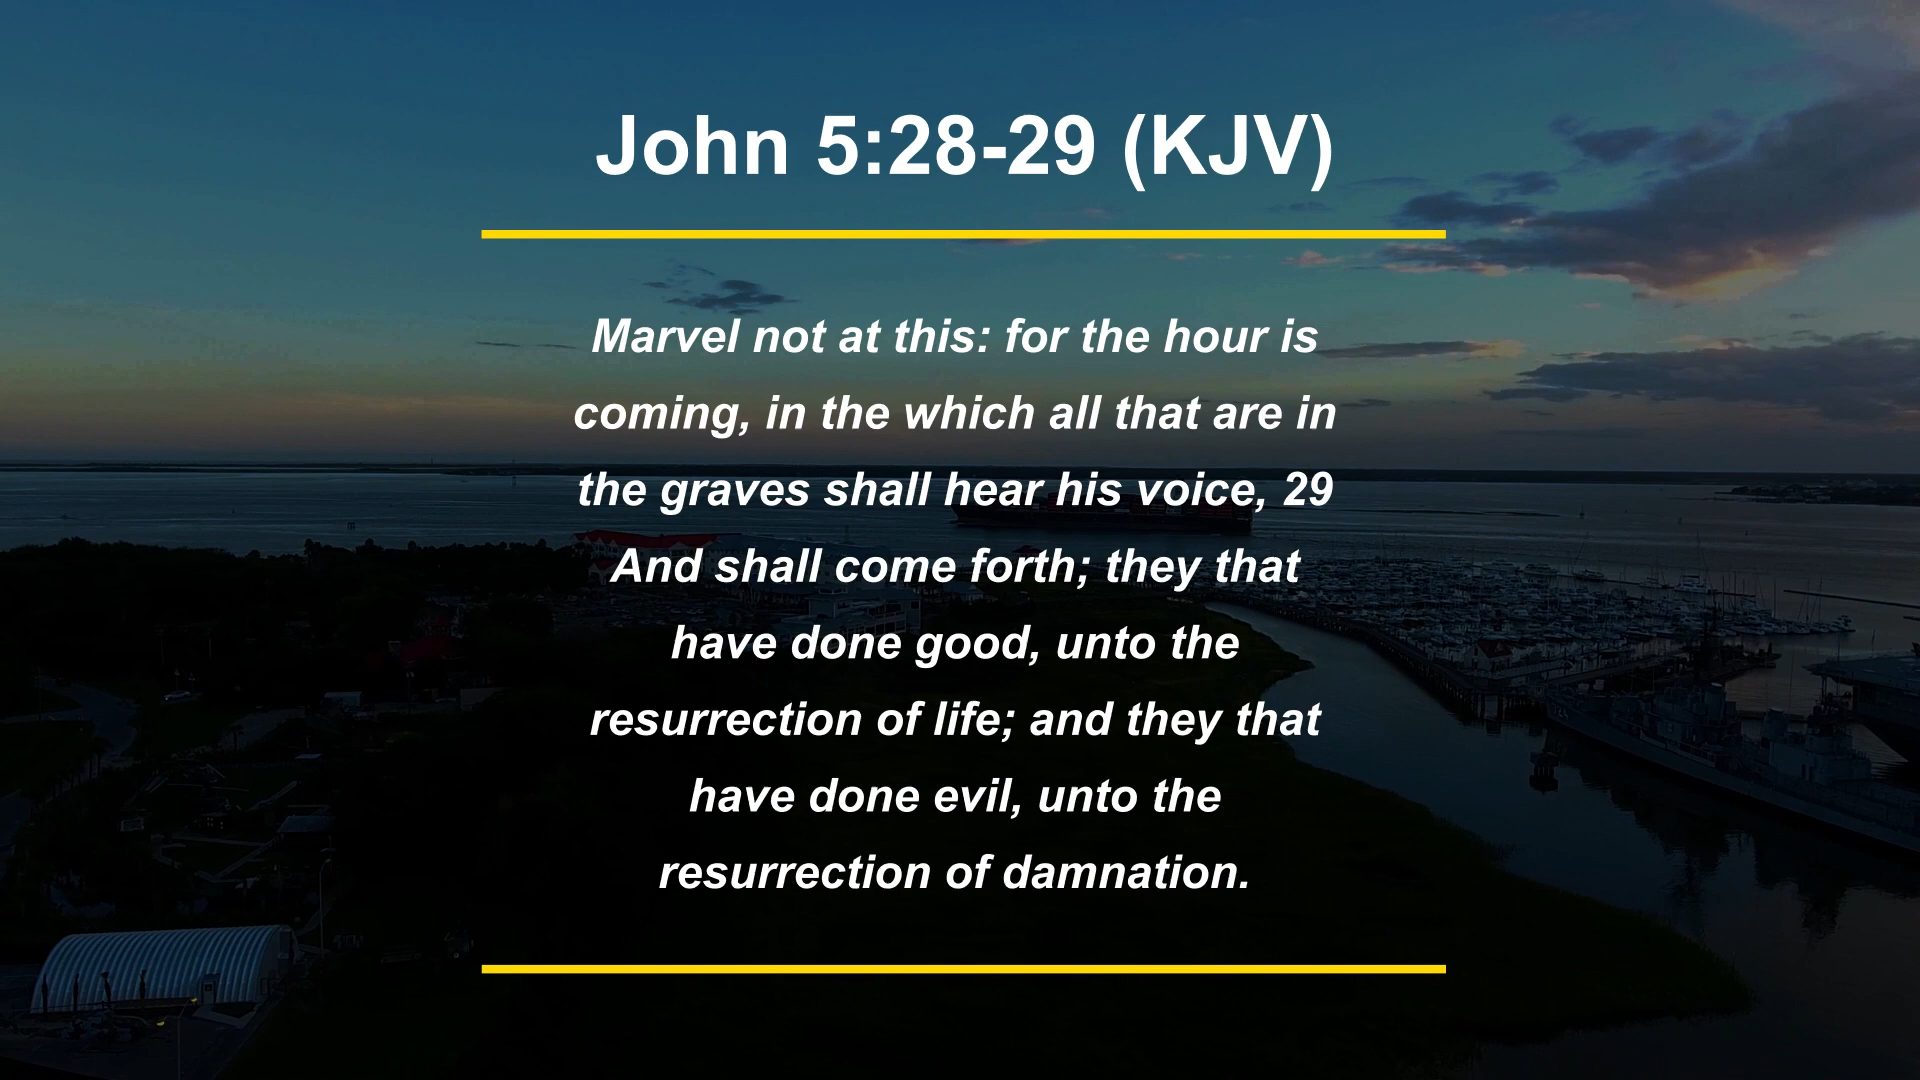 John 5:28-29 (KJV)
Marvel not at this: for the hour is
coming, in the which all that are in
the graves shall hear his voice, 29
And shall come forth; they that
have done good, unto the
resurrection of life; and they that
have done evil, unto the
resurrection of damnation.